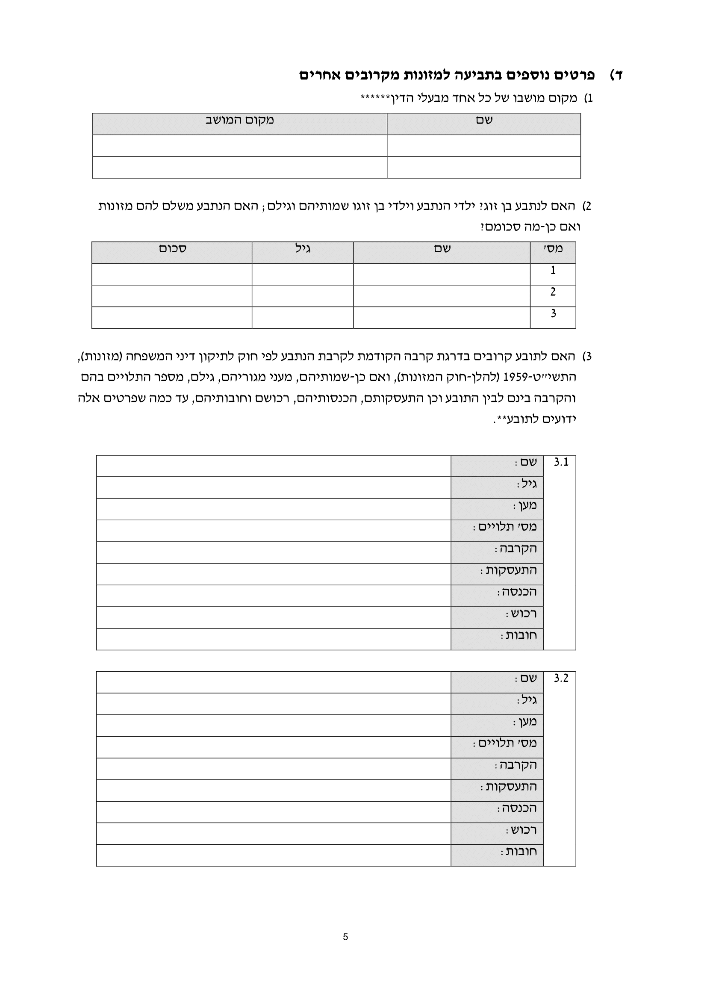 ד) פרטים נוספים בתביעה למזונות מקרובים אחרים
1) מקום מושבו של כל אחד מבעלי הדין******
שם מקום המושב
2) האם לנתבע בן זוג? ילדי הנתבע וילדי בן זוגו שמותיהם וגילם; האם הנתבע משלם להם מזונות
ואם כן-מה סכומם?
מס' שם גיל סכום
1
2
3
3) האם לתובע קרובים בדרגת קרבה הקודמת לקרבת הנתבע לפי חוק לתיקון דיני המשפחה (מזונות),
התשי"ט-1959 (להלן-חוק המזונות), ואם כן-שמותיהם, מעני מגוריהם, גילם, מספר התלויים בהם
והקרבה בינם לבין התובע וכן התעסקותם, הכנסותיהם, רכושם וחובותיהם, עד כמה שפרטים אלה
ידועים לתובע**.
3.1 שם:
גיל:
מען:
מס' תלויים:
הקרבה:
התעסקות:
הכנסה:
רכוש:
חובות:
3.2 שם:
גיל:
מען:
מס' תלויים:
הקרבה:
התעסקות:
הכנסה:
רכוש:
חובות:
5